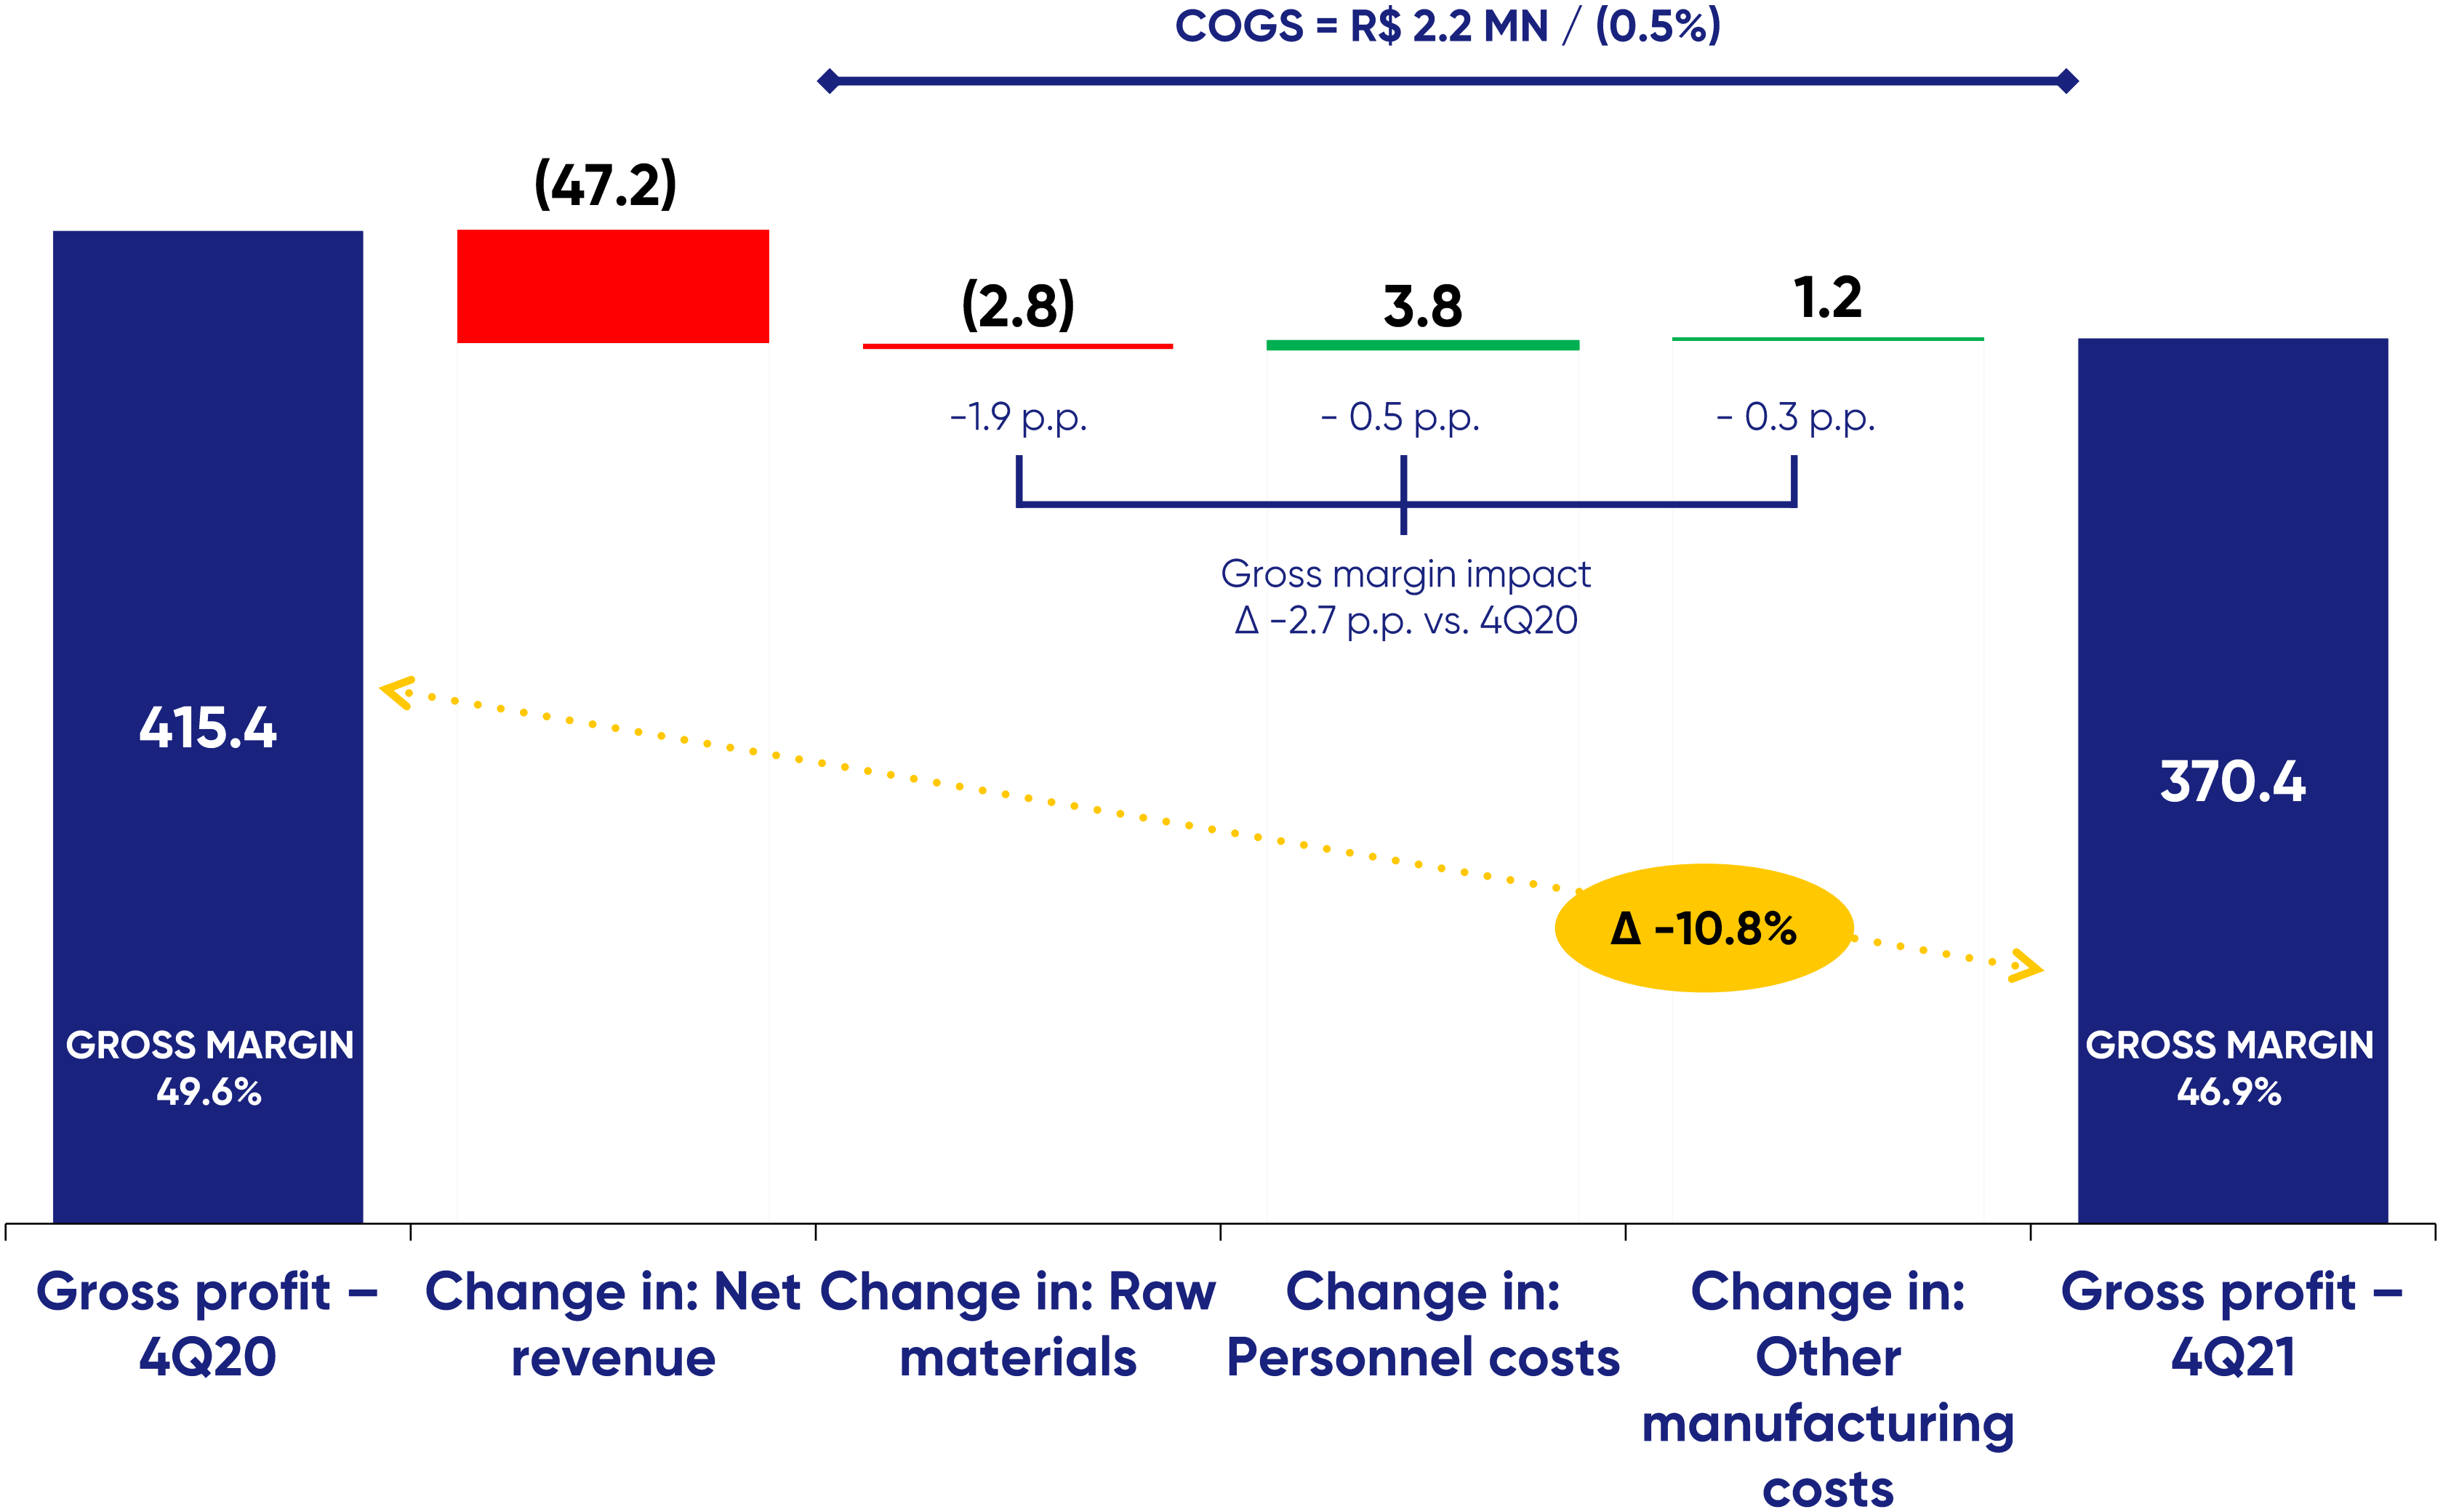 COGS = R$ 2.2 MN / (0.5%)
(47.2)
(2.8)
3.8
1.2
-1.9 p.p.
- 0.5 p.p.
- 0.3 p.p.
Gross margin impact
Δ -2.7 p.p. vs. 4Q20
415.4
370.4
Δ -10.8%
GROSS MARGIN
49.6%
GROSS MARGIN
46.9%
Gross profit –
4Q20
Change in: Net
revenue
Change in: Raw
materials
Change in:
Personnel costs
Change in:
Other
manufacturing
costs
Gross profit –
4Q21